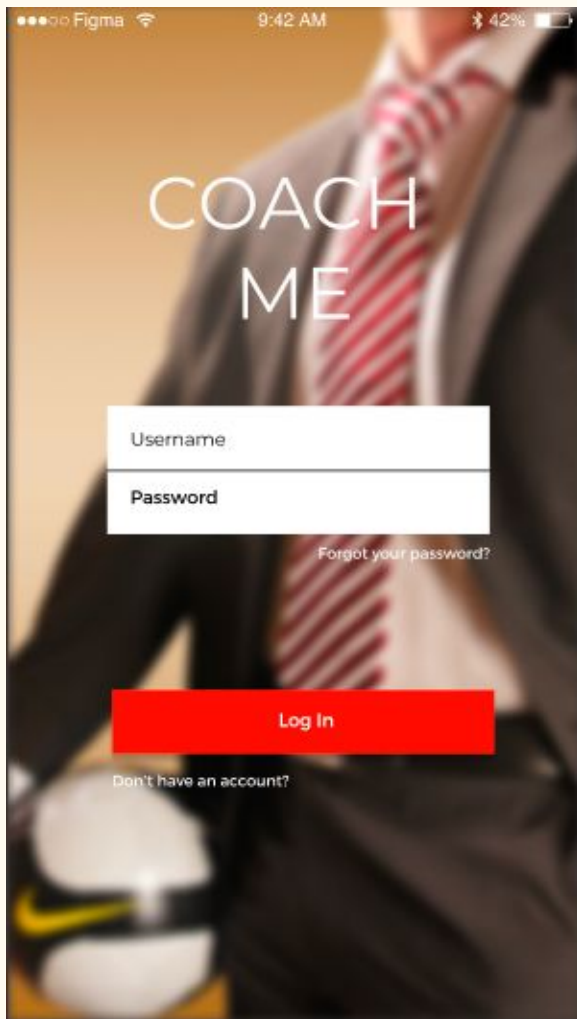 Figma 9:42 AM 42%
COACH
ME
Username
Password
Forgot your password?
Log In
Don't have an account?